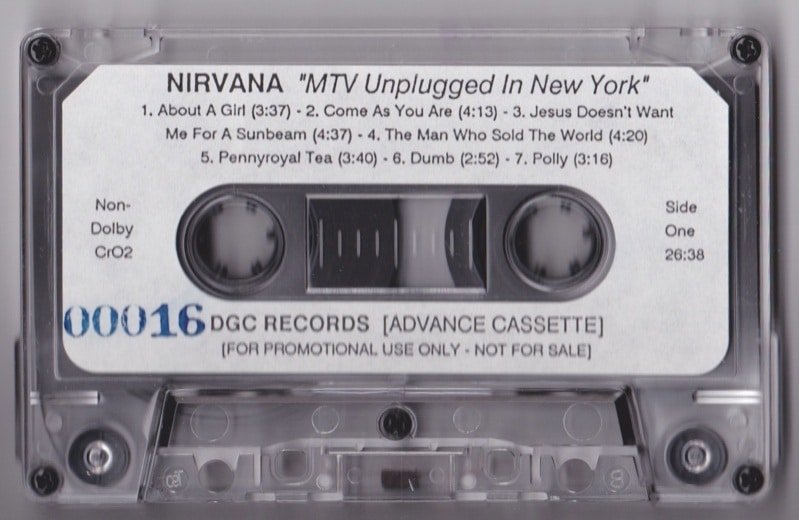 NIRVANA "MTV Unplugged In New York"
1. About A Girl (3:37) - 2. Come As You Are (4:13) - 3. Jesus Doesn't Want
Me For A Sunbeam (4:37) - 4. The Man Who Sold The World (4:20)
5. Pennyroyal Tea (3:40) - 6. Dumb (2:52) - 7. Polly (3:16)
Non-
Dolby
CrO2
Side
One
26:38
00016 DGC RECORDS [ADVANCE CASSETTE]
[FOR PROMOTIONAL USE ONLY - NOT FOR SALE]